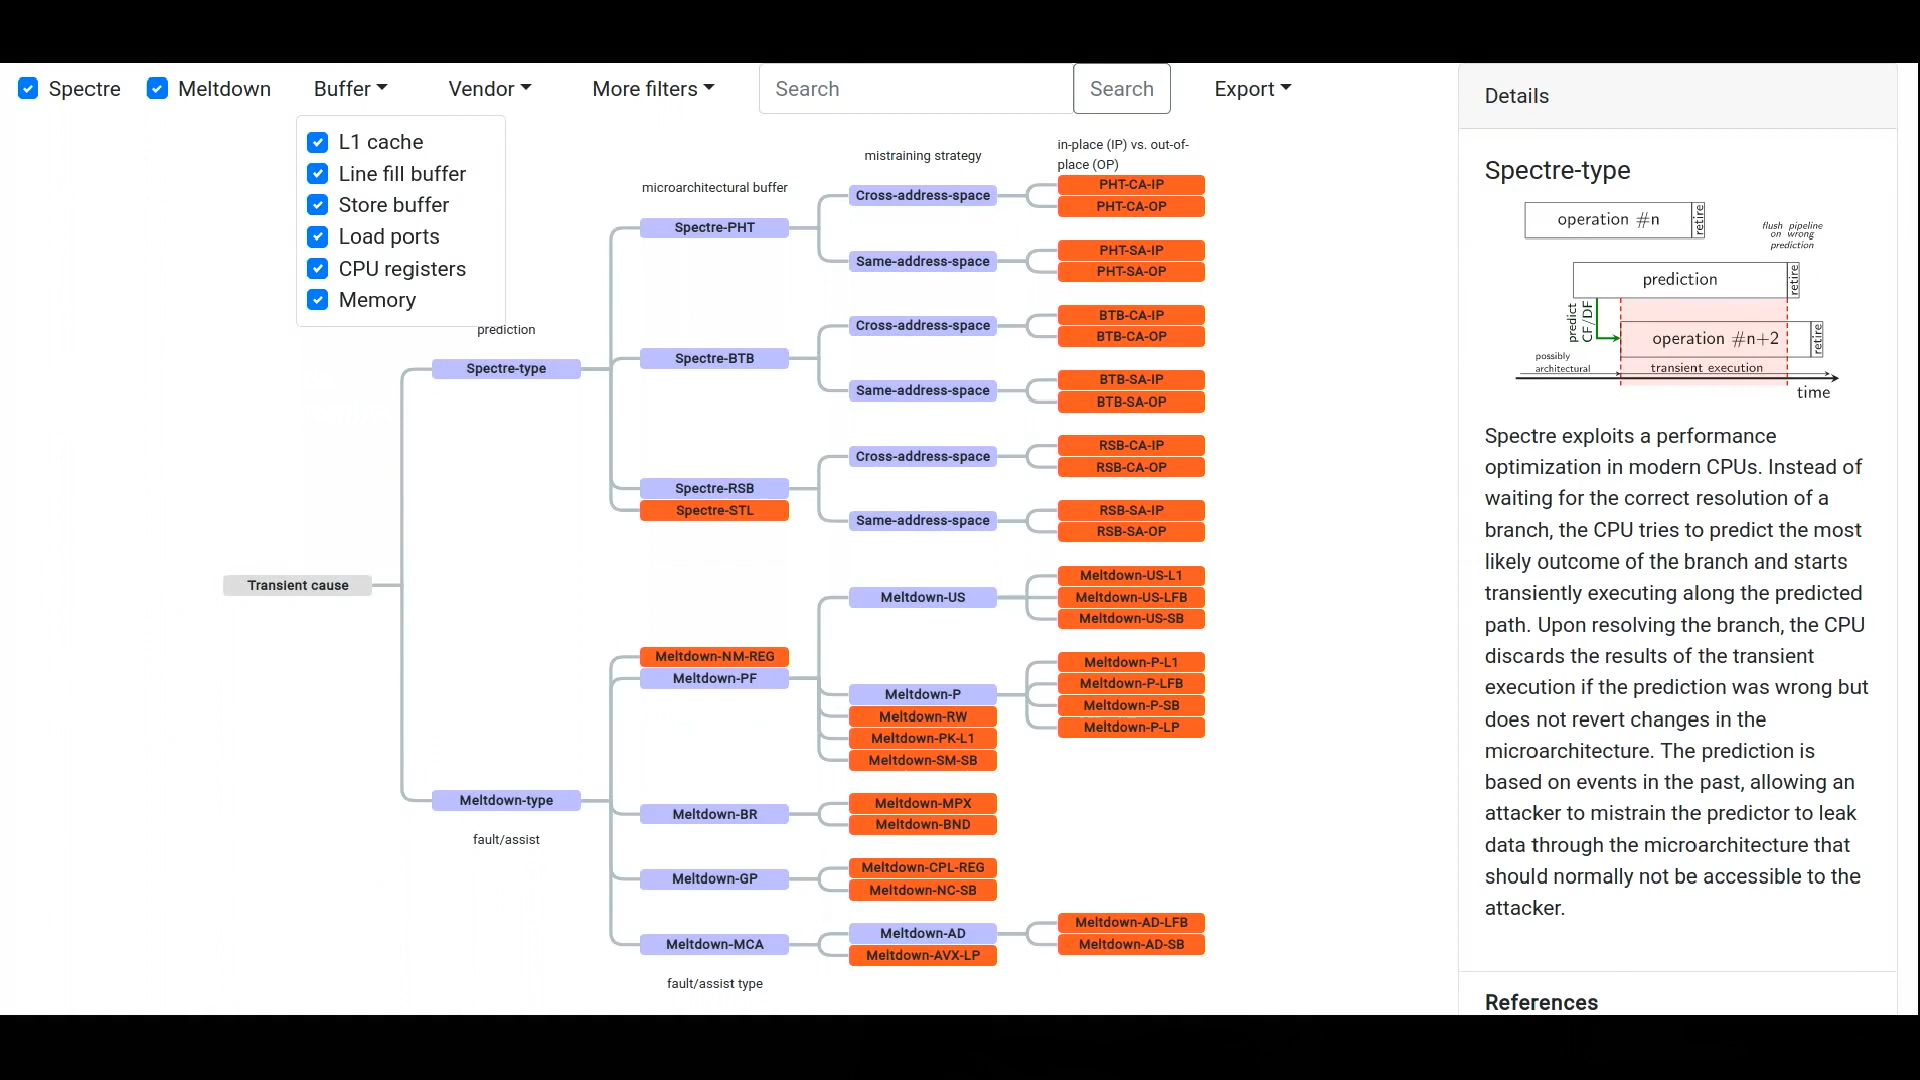 Spectre
Meltdown
Buffer
Vendor
More filters
Search
Search
Export
L1 cache
Line fill buffer
Store buffer
Load ports
CPU registers
Memory
prediction
microarchitectural buffer
mistraining strategy
in-place (IP) vs. out-of-
place (OP)
Transient cause
Spectre-type
Spectre-PHT
Cross-address-space
PHT-CA-IP
PHT-CA-OP
Same-address-space
PHT-SA-IP
PHT-SA-OP
Spectre-BTB
Cross-address-space
BTB-CA-IP
BTB-CA-OP
Same-address-space
BTB-SA-IP
BTB-SA-OP
Spectre-RSB
Cross-address-space
RSB-CA-IP
RSB-CA-OP
Spectre-STL
Same-address-space
RSB-SA-IP
RSB-SA-OP
Meltdown-type
fault/assist
Meltdown-NM-REG
Meltdown-PF
Meltdown-US
Meltdown-US-L1
Meltdown-US-LFB
Meltdown-US-SB
Meltdown-P
Meltdown-P-L1
Meltdown-P-LFB
Meltdown-P-SB
Meltdown-P-LP
Meltdown-RW
Meltdown-PK-L1
Meltdown-SM-SB
Meltdown-BR
Meltdown-MPX
Meltdown-BND
Meltdown-GP
Meltdown-CPL-REG
Meltdown-NC-SB
Meltdown-MCA
Meltdown-AD
Meltdown-AD-LFB
Meltdown-AD-SB
Meltdown-AVX-LP
fault/assist type
Details
Spectre-type
operation #n
retire
flush pipeline
on wrong
prediction
prediction
retire
predict
CF/DF
operation #n+2
retire
possibly
architectural
transient execution
time
Spectre exploits a performance
optimization in modern CPUs. Instead of
waiting for the correct resolution of a
branch, the CPU tries to predict the most
likely outcome of the branch and starts
transiently executing along the predicted
path. Upon resolving the branch, the CPU
discards the results of the transient
execution if the prediction was wrong but
does not revert changes in the
microarchitecture. The prediction is
based on events in the past, allowing an
attacker to mistrain the predictor to leak
data through the microarchitecture that
should normally not be accessible to the
attacker.
References